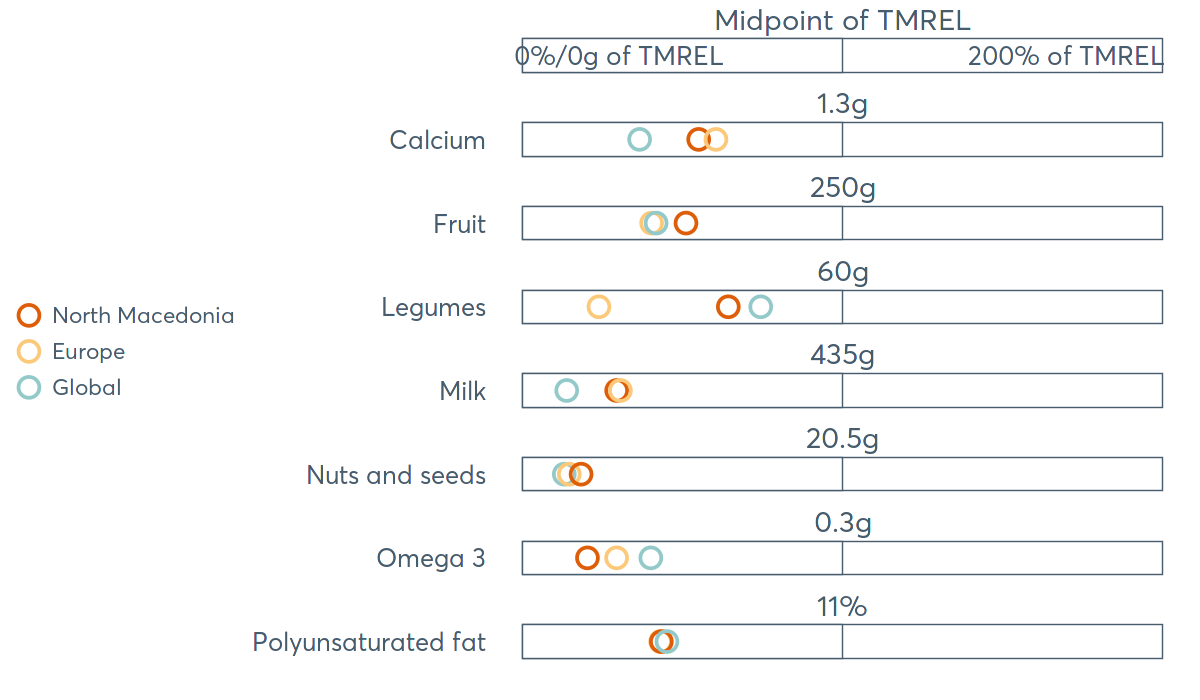 Midpoint of TMREL
0%/0g of TMREL 200% of TMREL
1.3g
Calcium
250g
Fruit
60g
Legumes
435g
Milk
20.5g
Nuts and seeds
0.3g
Omega 3
11%
Polyunsaturated fat
North Macedonia
Europe
Global